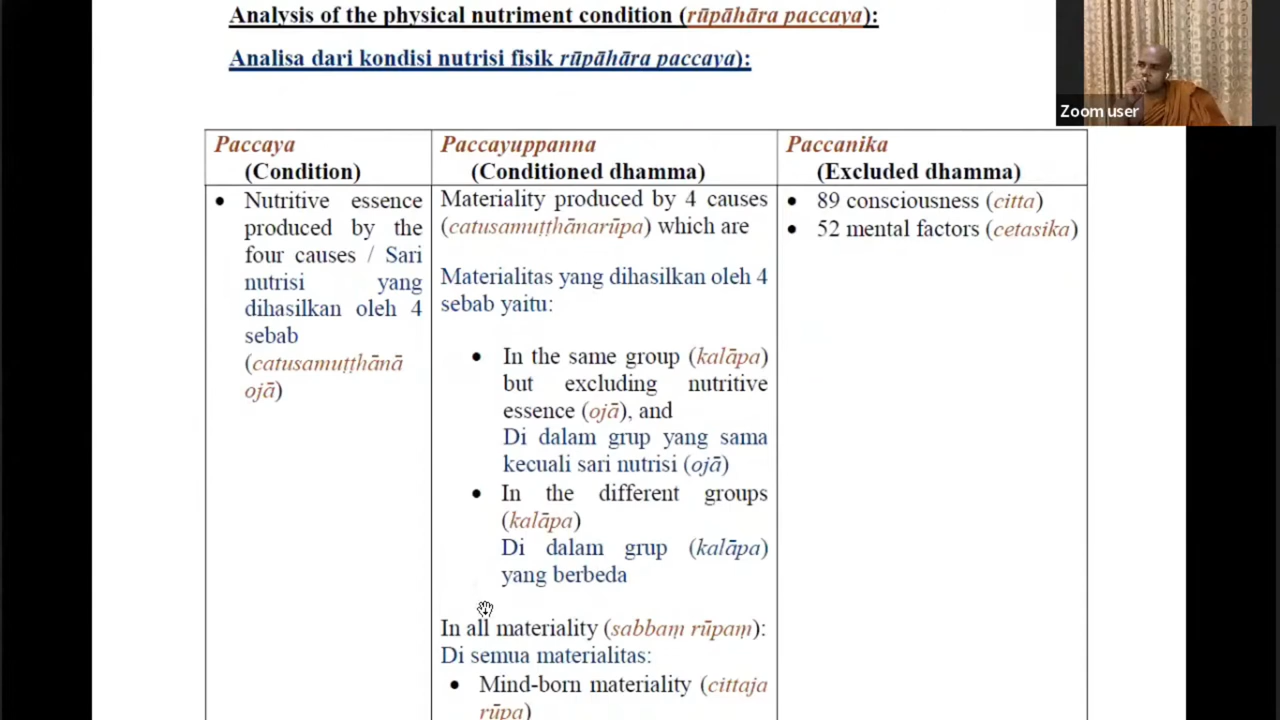 Analysis of the physical nutriment condition (rūpāhāra paccaya):
Analisa dari kondisi nutrisi fisik rūpāhāra paccaya):
Zoom user
Paccaya
(Condition)
Nutritive essence
produced by the
four causes / Sari
nutrisi yang
dihasilkan oleh 4
sebab
(catusamuṭṭhānā
ojā)
Paccayuppanna
(Conditioned dhamma)
Materiality produced by 4 causes
(catusamuṭṭhānarūpa) which are
Materialitas yang dihasilkan oleh 4
sebab yaitu:
In the same group (kalāpa)
but excluding nutritive
essence (ojā), and
Di dalam grup yang sama
kecuali sari nutrisi (ojā)
In the different groups
(kalāpa)
Di dalam grup (kalāpa)
yang berbeda
In all materiality (sabbaṃ rūpaṃ):
Di semua materialitas:
Mind-born materiality (cittaja
rūpa)
Paccanika
(Excluded dhamma)
89 consciousness (citta)
52 mental factors (cetasika)